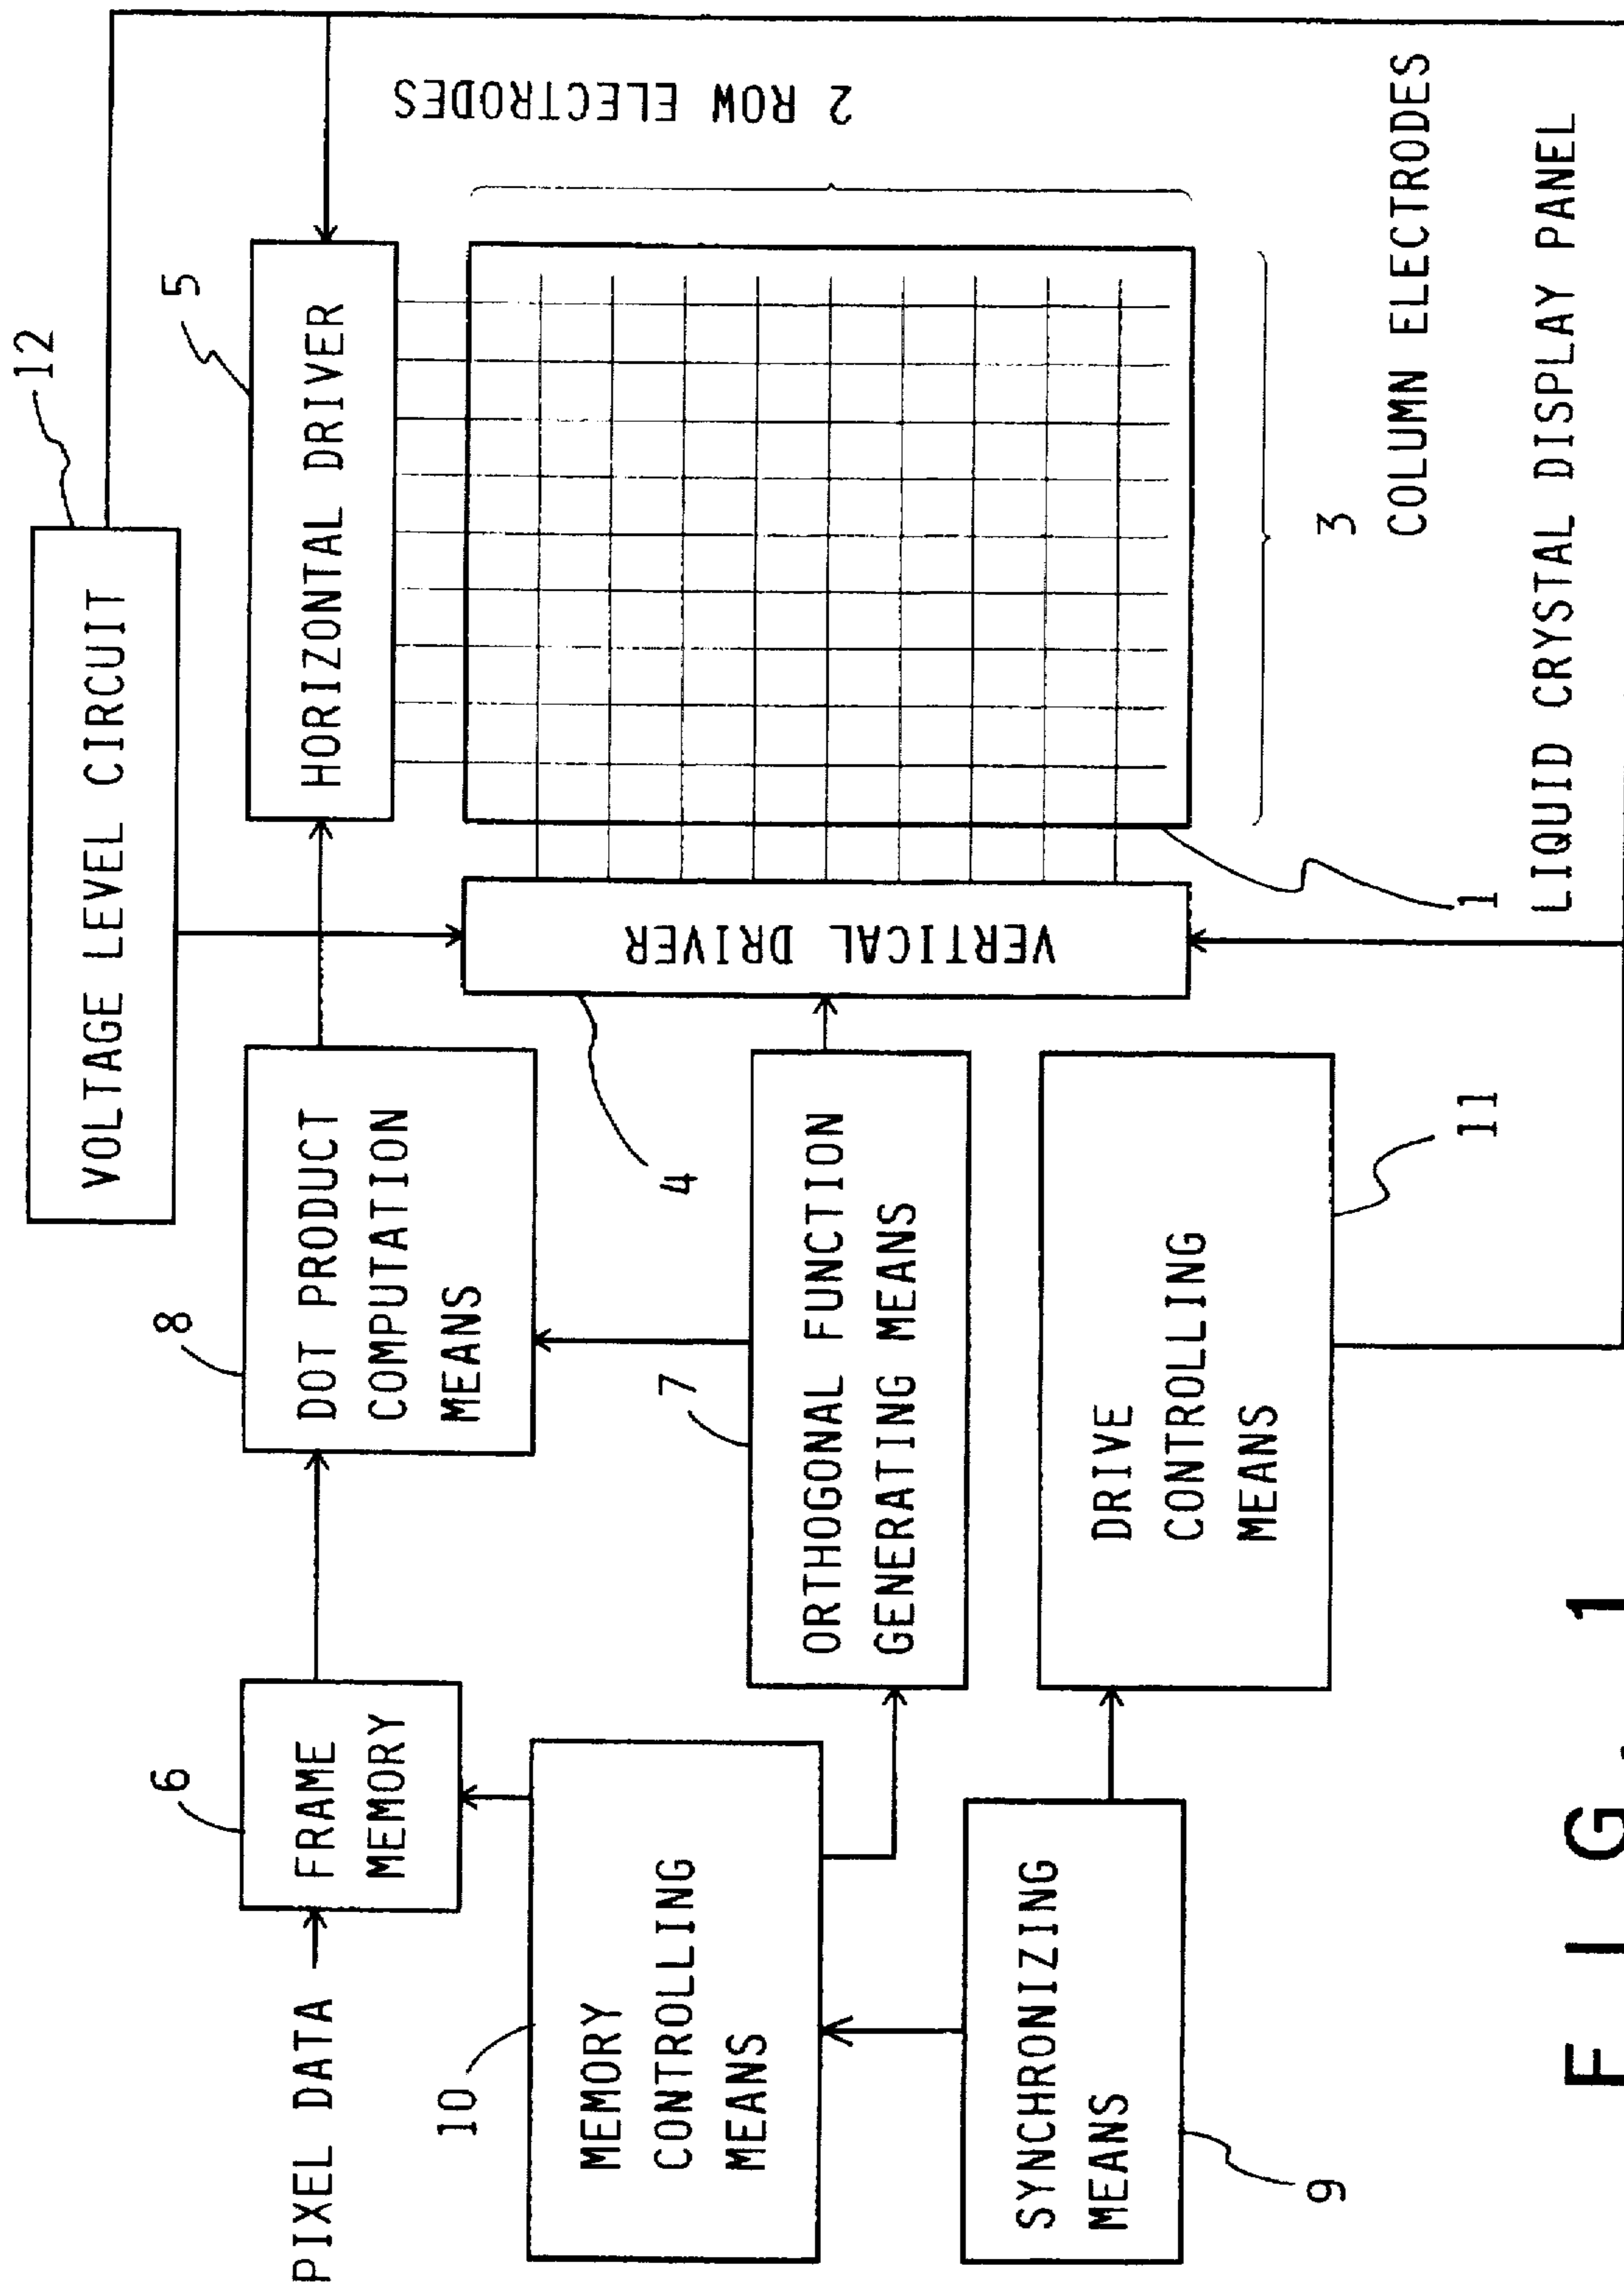 12
VOLTAGE LEVEL CIRCUIT
5
HORIZONTAL DRIVER
2 ROW ELECTRODES
8
DOT PRODUCT
COMPUTATION
MEANS
6
PIXEL DATA
FRAME
MEMORY
4
VERTICAL DRIVER
7
ORTHOGONAL FUNCTION
GENERATING MEANS
10
MEMORY
CONTROLLING
MEANS
3
COLUMN ELECTRODES
1
LIQUID CRYSTAL DISPLAY PANEL
DRIVE
CONTROLLING
MEANS
11
SYNCHRONIZING
MEANS
9
FIG. 1